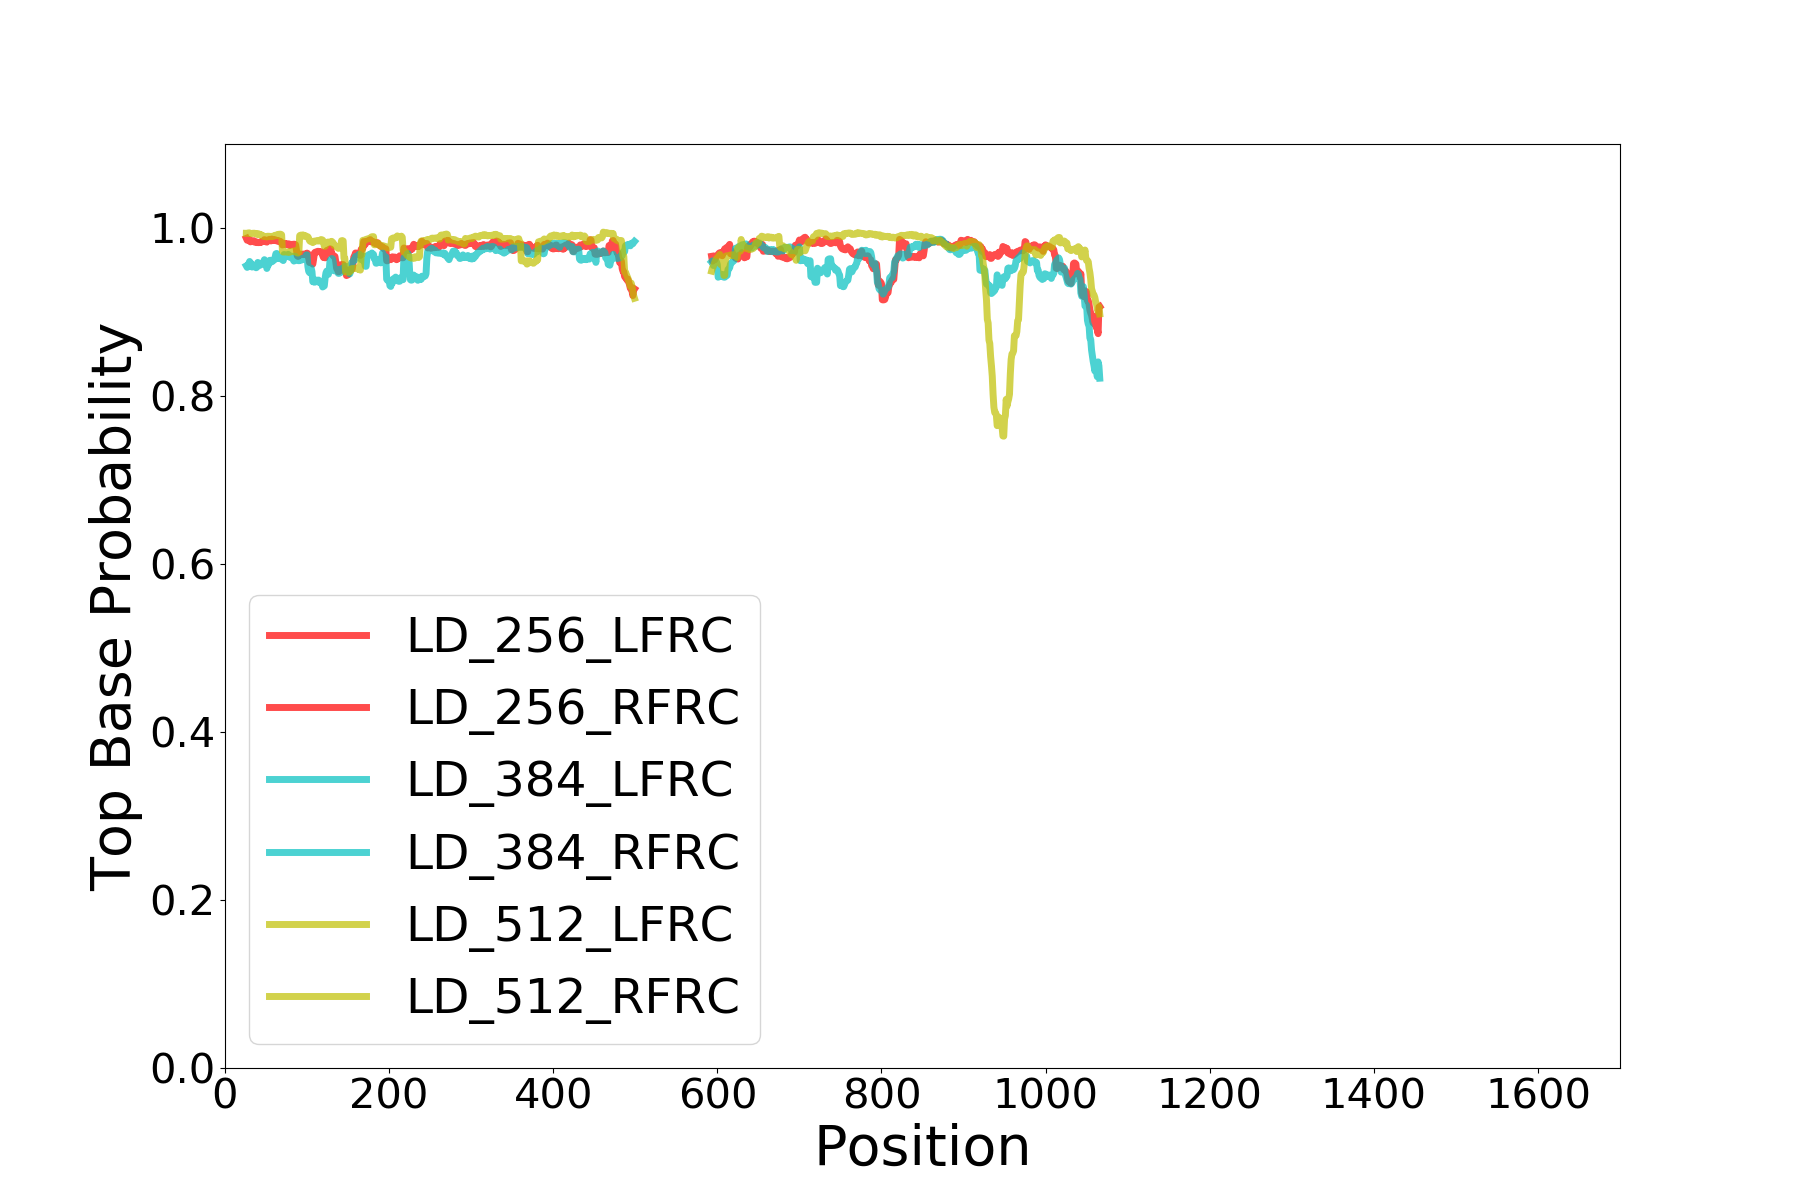 Top Base Probability
1.0
0.8
0.6
0.4
0.2
0.0
LD_256_LFRC
LD_256_RFRC
LD_384_LFRC
LD_384_RFRC
LD_512_LFRC
LD_512_RFRC
0 200 400 600 800 1000 1200 1400 1600
Position